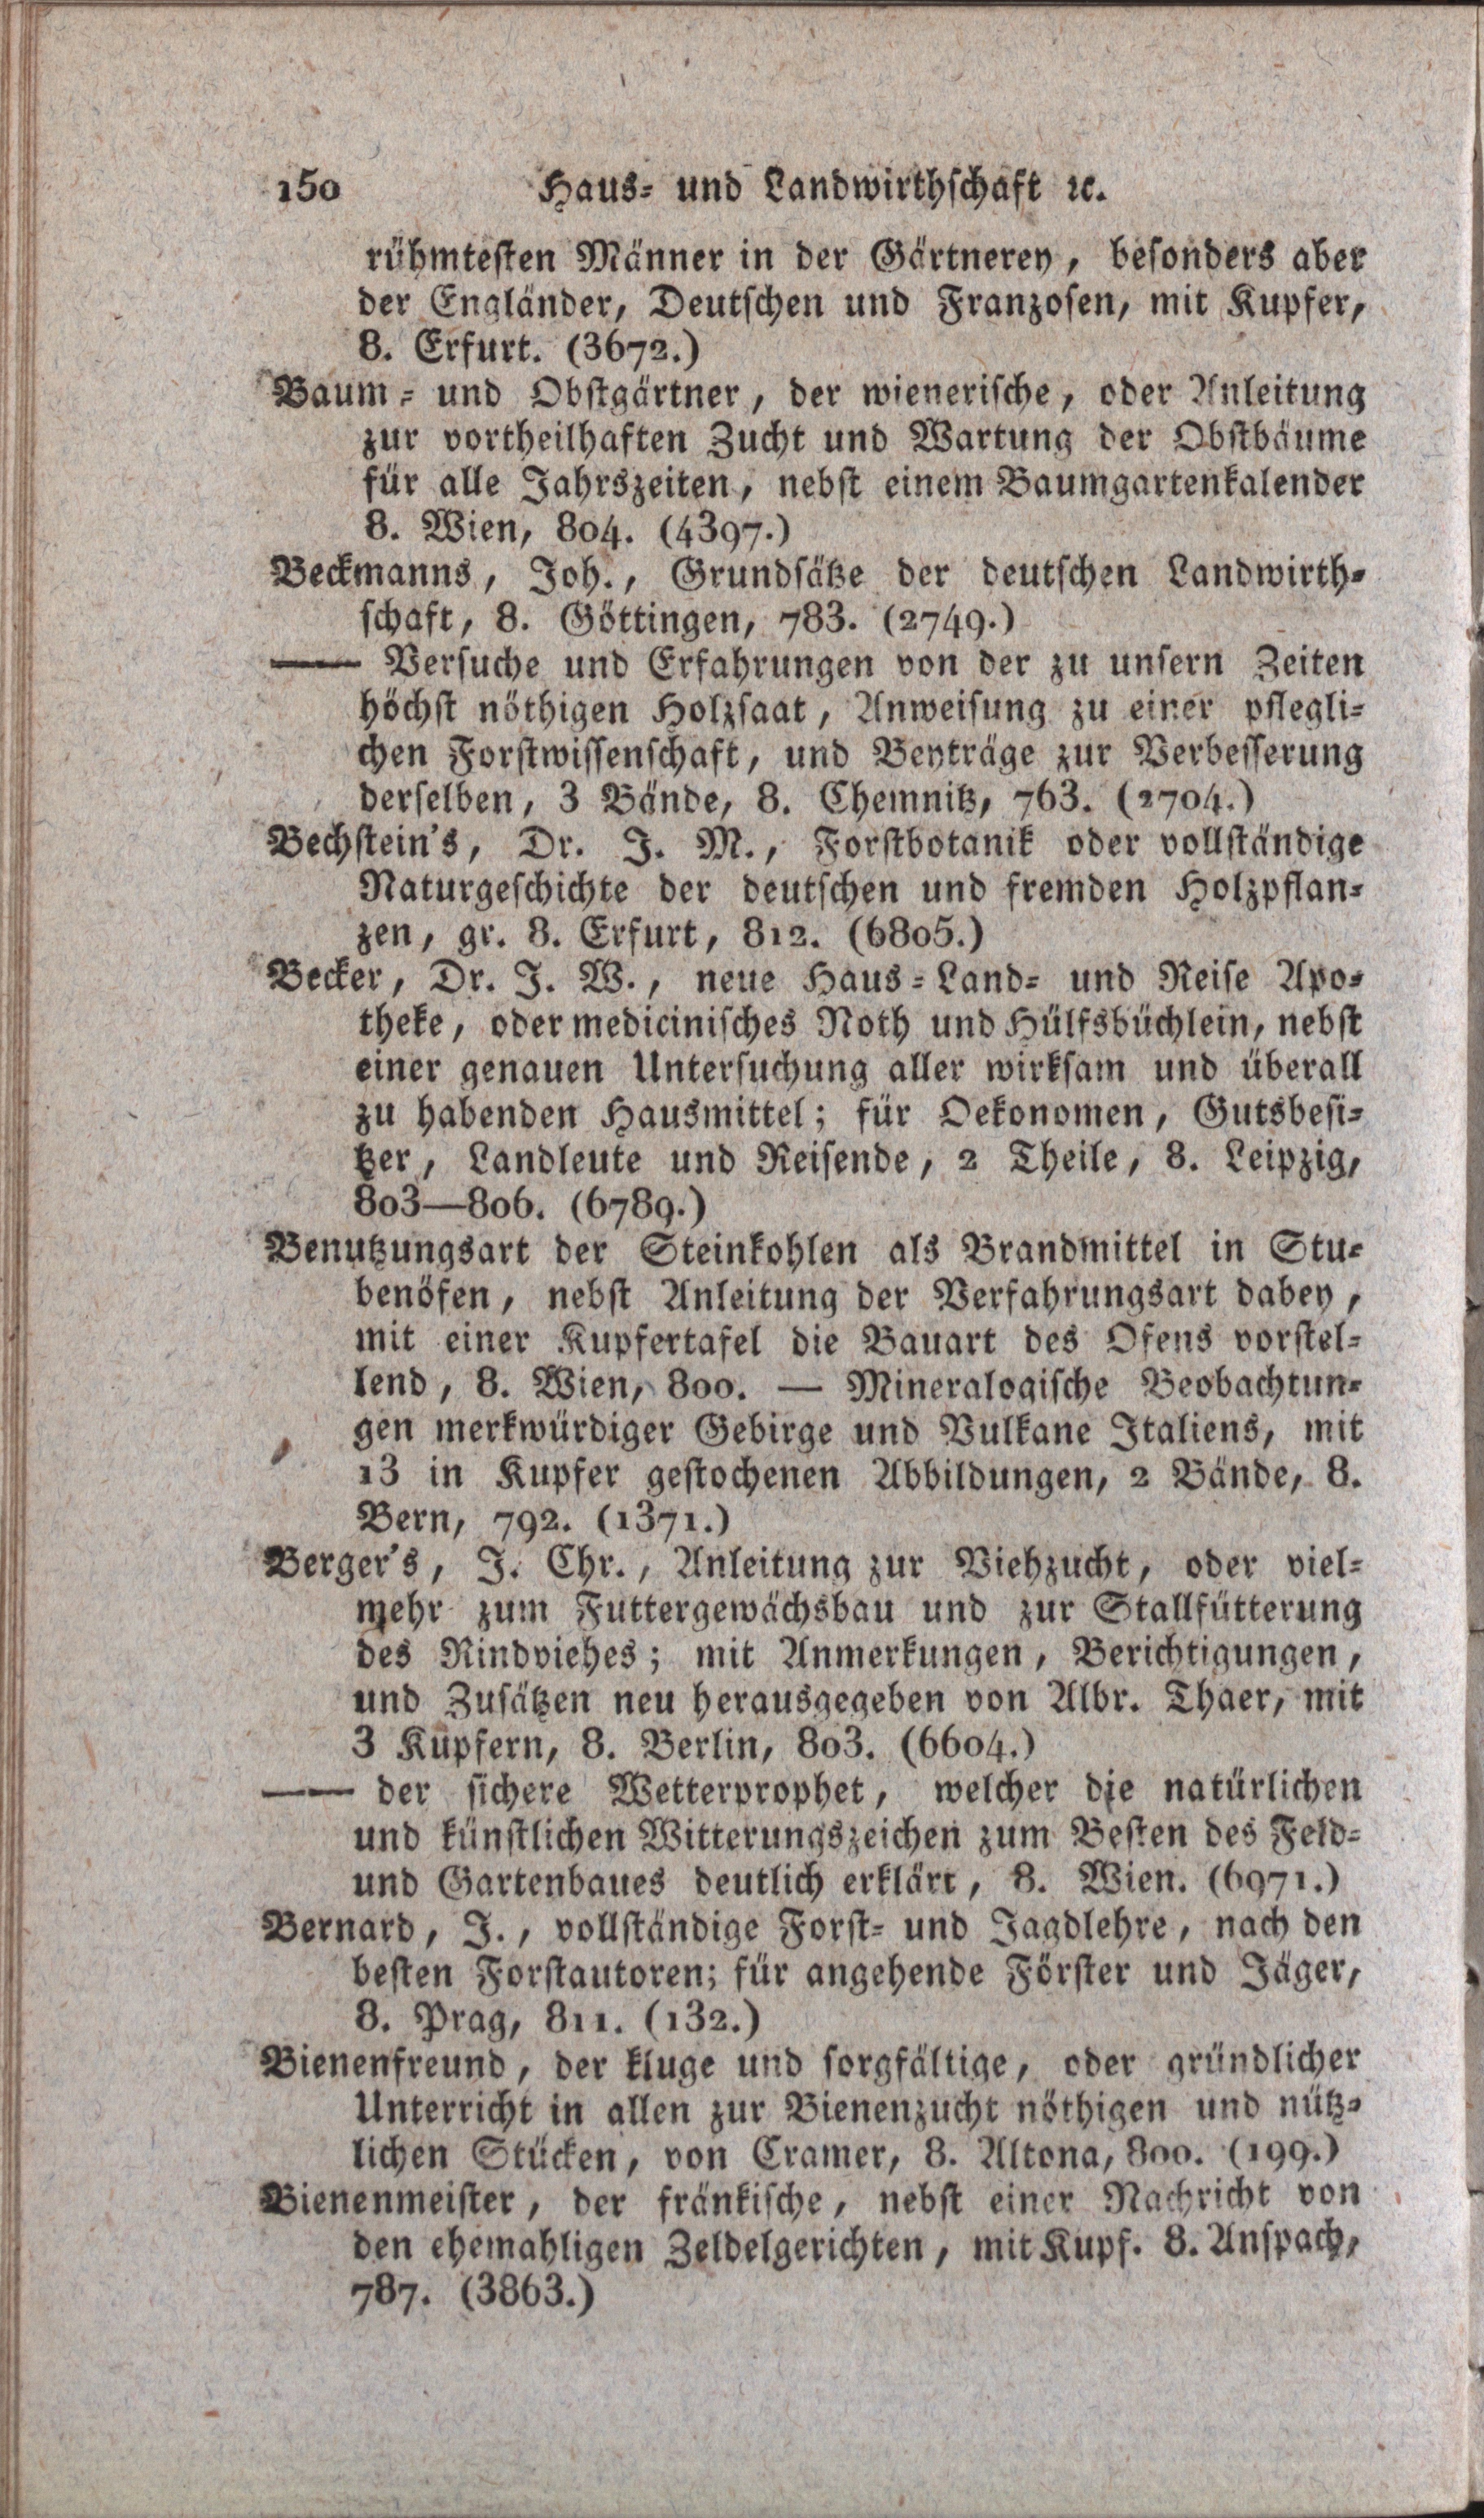 150 Haus- und Landwirthschaft ꝛc.
rühmtesten Männer in der Gärtnerey, besonders aber
der Engländer, Deutschen und Franzosen, mit Kupfer,
8. Erfurt. (3672.)
Baum- und Obstgärtner, der wienerische, oder Anleitung
zur vortheilhaften Zucht und Wartung der Obstbäume
für alle Jahrszeiten, nebst einem Baumgartenkalender
8. Wien, 804. (4397.)
Beckmanns, Joh., Grundsätze der deutschen Landwirth-
schaft, 8. Göttingen, 783. (2749.)
—— Versuche und Erfahrungen von der zu unsern Zeiten
höchst nöthigen Holzsaat, Anweisung zu einer pflegli-
chen Forstwissenschaft, und Beyträge zur Verbesserung
derselben, 3 Bände, 8. Chemnitz, 763. (2704.)
Bechstein's, Dr. J. M., Forstbotanik oder vollständige
Naturgeschichte der deutschen und fremden Holzpflan-
zen, gr. 8. Erfurt, 812. (6805.)
Becker, Dr. J. W., neue Haus-Land- und Reise Apo-
theke, oder medicinisches Noth und Hülfsbüchlein, nebst
einer genauen Untersuchung aller wirksam und überall
zu habenden Hausmittel; für Oekonomen, Gutsbesi-
tzer, Landleute und Reisende, 2 Theile, 8. Leipzig,
803—806. (6789.)
Benutzungsart der Steinkohlen als Brandmittel in Stu-
benöfen, nebst Anleitung der Verfahrungsart dabey,
mit einer Kupfertafel die Bauart des Ofens vorstel-
lend, 8. Wien, 800. — Mineralogische Beobachtun-
gen merkwürdiger Gebirge und Vulkane Italiens, mit
13 in Kupfer gestochenen Abbildungen, 2 Bände, 8.
Bern, 792. (1371.)
Berger's, J. Chr., Anleitung zur Viehzucht, oder viel-
mehr zum Futtergewächsbau und zur Stallfütterung
des Rindviehes; mit Anmerkungen, Berichtigungen,
und Zusätzen neu herausgegeben von Albr. Thaer, mit
3 Kupfern, 8. Berlin, 803. (6604.)
—— der sichere Wetterprophet, welcher die natürlichen
und künstlichen Witterungszeichen zum Besten des Feld-
und Gartenbaues deutlich erklärt, 8. Wien. (6971.)
Bernard, J., vollständige Forst- und Jagdlehre, nach den
besten Forstautoren; für angehende Förster und Jäger,
8. Prag, 811. (132.)
Bienenfreund, der kluge und sorgfältige, oder gründlicher
Unterricht in allen zur Bienenzucht nöthigen und nütz-
lichen Stücken, von Cramer, 8. Altona, 800. (199.)
Bienenmeister, der fränkische, nebst einer Nachricht von
den ehemahligen Zeldelgerichten, mit Kupf. 8. Anspach,
787. (3863.)